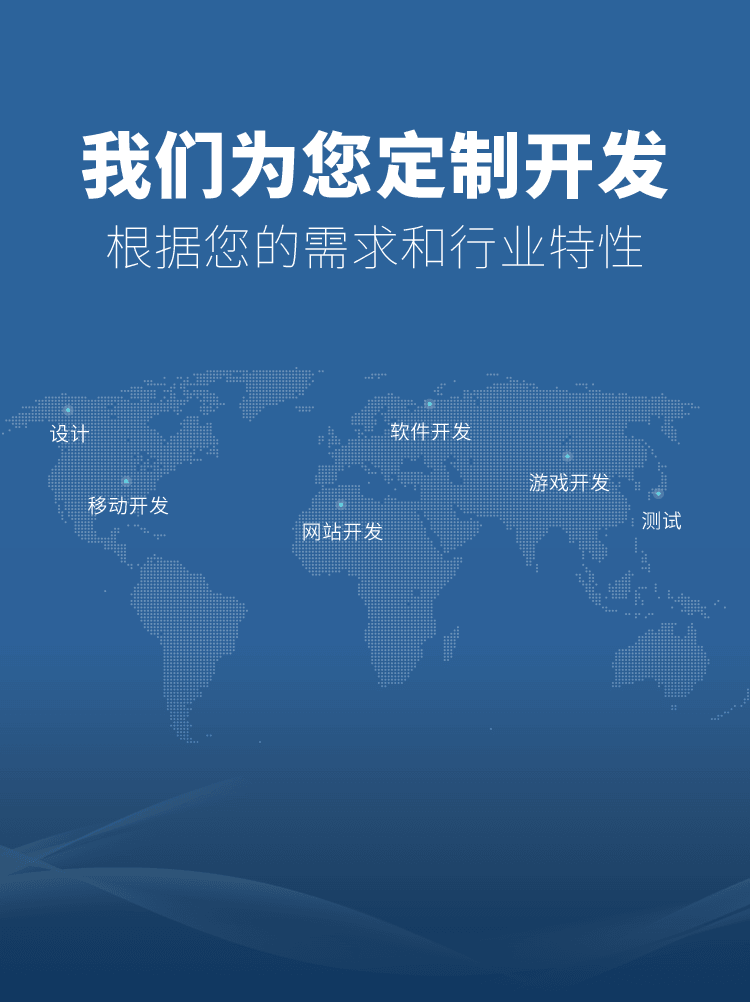 我们为您定制开发
根据您的需求和行业特性
设计
软件开发
游戏开发
移动开发
测试
网站开发